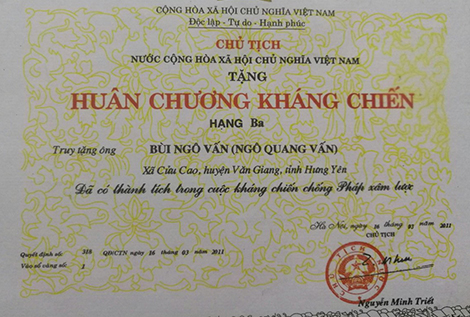 CỘNG HÒA XÃ HỘI CHỦ NGHĨA VIỆT NAM
Độc lập - Tự do - Hạnh phúc
CHỦ TỊCH
NƯỚC CỘNG HÒA XÃ HỘI CHỦ NGHĨA VIỆT NAM
TẶNG
HUÂN CHƯƠNG KHÁNG CHIẾN
HẠNG Ba
Truy tặng ông BÙI NGÔ VẤN (NGÔ QUANG VẤN)
Xã Cửu Cao, huyện Văn Giang, tỉnh Hưng Yên
Đã có thành tích trong cuộc kháng chiến chống Pháp xâm lược
Hà Nội, ngày 16 tháng 03 năm 2011
CHỦ TỊCH
Quyết định số: 318 QĐ/CTN ngày 16 tháng 03 năm 2011
Vào sổ vàng số: 1
CHỦ TỊCH
Nguyễn Minh Triết